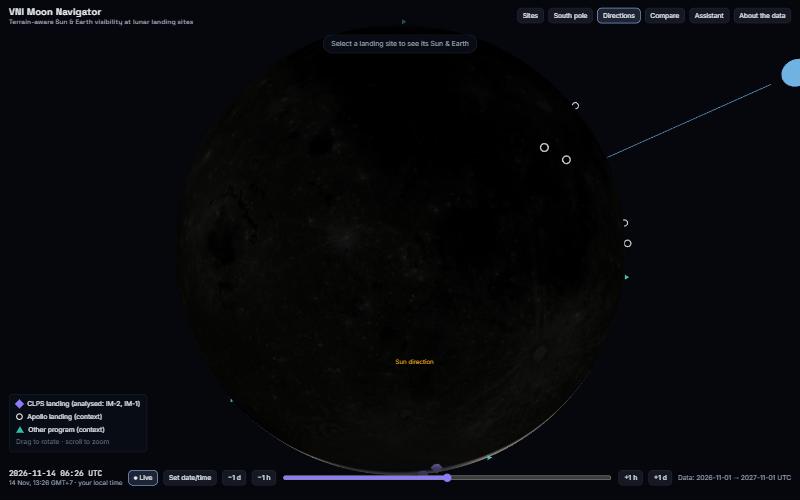 VNI Moon Navigator
Terrain-aware Sun & Earth visibility at lunar landing sites
Sites
South pole
Directions
Compare
Assistant
About the data
Select a landing site to see its Sun & Earth
Sun direction
CLPS landing (analysed: IM-2, IM-1)
Apollo landing (context)
Other program (context)
Drag to rotate · scroll to zoom
2026-11-14 06:26 UTC
14 Nov, 13:26 GMT+7 · your local time
● Live
Set date/time
−1 d
−1 h
+1 h
+1 d
Data: 2026-11-01 → 2027-11-01 UTC